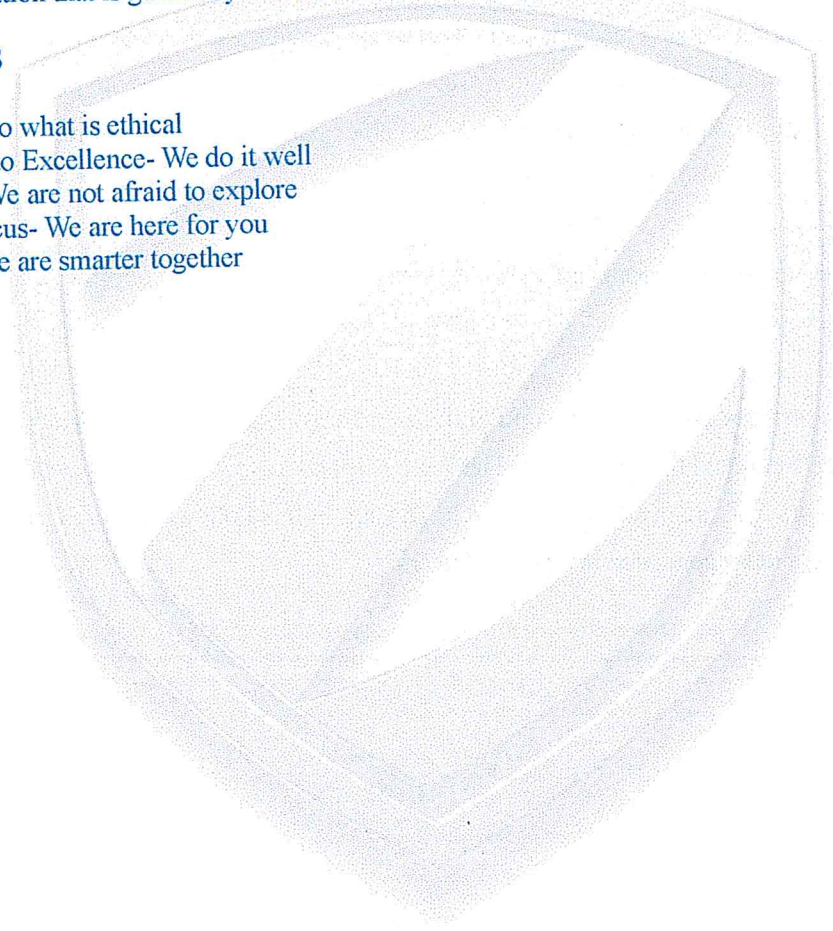 o what is ethical
o Excellence- We do it well
We are not afraid to explore
cus- We are here for you
e are smarter together